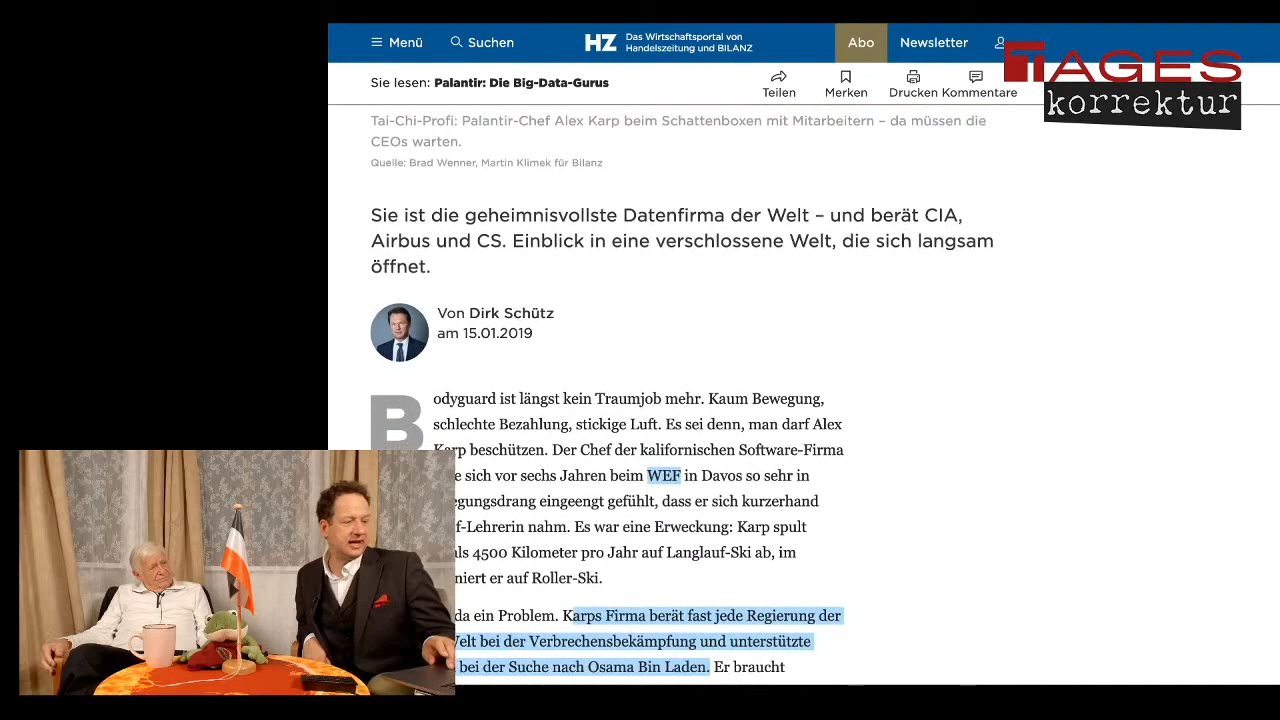 Menü
Suchen
HZ
Das Wirtschaftsportal von
Handelszeitung und BILANZ
Abo
Newsletter
TAGES
korrektur
Sie lesen: Palantir: Die Big-Data-Gurus
Teilen
Merken
Drucken
Kommentare
Tai-Chi-Profi: Palantir-Chef Alex Karp beim Schattenboxen mit Mitarbeitern – da müssen die
CEOs warten.
Quelle: Brad Wenner, Martin Klimek für Bilanz
Sie ist die geheimnisvollste Datenfirma der Welt – und berät CIA,
Airbus und CS. Einblick in eine verschlossene Welt, die sich langsam
öffnet.
Von Dirk Schütz
am 15.01.2019
Bodyguard ist längst kein Traumjob mehr. Kaum Bewegung,
schlechte Bezahlung, stickige Luft. Es sei denn, man darf Alex
Karp beschützen. Der Chef der kalifornischen Software-Firma
sich vor sechs Jahren beim WEF in Davos so sehr in
egungsdrang eingeengt gefühlt, dass er sich kurzerhand
f-Lehrerin nahm. Es war eine Erweckung: Karp spult
als 4500 Kilometer pro Jahr auf Langlauf-Ski ab, im
niert er auf Roller-Ski.
da ein Problem. Karps Firma berät fast jede Regierung der
Welt bei der Verbrechensbekämpfung und unterstützte
bei der Suche nach Osama Bin Laden. Er braucht